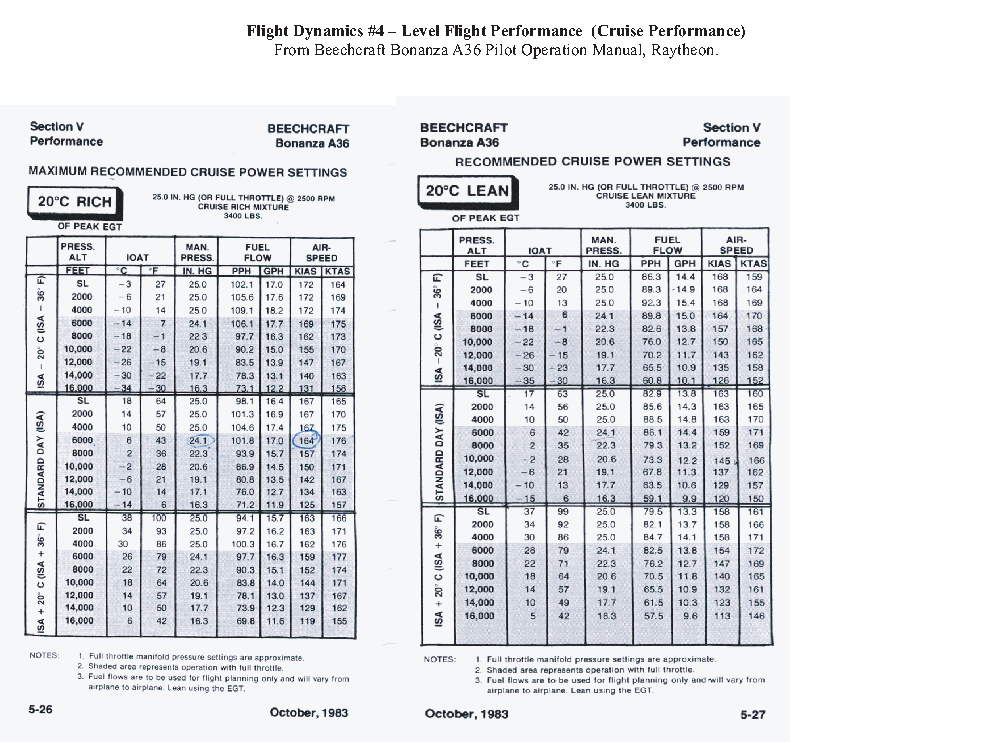 Flight Dynamics #4 – Level Flight Performance (Cruise Performance)
From Beechcraft Bonanza A36 Pilot Operation Manual, Raytheon.
Section V
Performance
BEECHCRAFT
Bonanza A36
MAXIMUM RECOMMENDED CRUISE POWER SETTINGS
20°C RICH
OF PEAK EGT
25.0 IN. HG (OR FULL THROTTLE) @ 2500 RPM
CRUISE RICH MIXTURE
3400 LBS.
PRESS. ALT IOAT MAN. PRESS. FUEL FLOW AIR-SPEED
FEET °C °F IN. HG PPH GPH KIAS KTAS
ISA – 20° C (ISA – 36° F)
SL –3 27 25.0 102.1 17.0 172 164
2000 –6 21 25.0 105.6 17.6 172 169
4000 –10 14 25.0 109.1 18.2 172 174
6000 –14 7 24.1 106.1 17.7 169 175
8000 –18 –1 22.3 97.7 16.3 162 173
10,000 –22 –8 20.6 90.2 15.0 155 170
12,000 –26 –15 19.1 83.5 13.9 147 167
14,000 –30 –22 17.7 78.3 13.1 140 163
16,000 –34 –30 16.3 73.1 12.2 131 158
STANDARD DAY (ISA)
SL 18 64 25.0 98.1 16.4 167 165
2000 14 57 25.0 101.3 16.9 167 170
4000 10 50 25.0 104.6 17.4 167 175
6000 6 43 24.1 101.8 17.0 164 176
8000 2 36 22.3 93.9 15.7 157 174
10,000 –2 28 20.6 86.9 14.5 150 171
12,000 –6 21 19.1 80.8 13.5 142 167
14,000 –10 14 17.1 76.0 12.7 134 163
16,000 –14 6 16.3 71.2 11.9 125 157
ISA + 20° C (ISA + 36° F)
SL 38 100 25.0 94.1 15.7 163 166
2000 34 93 25.0 97.2 16.2 163 171
4000 30 86 25.0 100.3 16.7 162 176
6000 26 79 24.1 97.7 16.3 159 177
8000 22 72 22.3 90.3 15.1 152 174
10,000 18 64 20.6 83.8 14.0 144 171
12,000 14 57 19.1 78.1 13.0 137 167
14,000 10 50 17.7 73.9 12.3 129 162
16,000 6 42 16.3 69.8 11.6 119 155
NOTES: 1. Full throttle manifold pressure settings are approximate.
2. Shaded area represents operation with full throttle.
3. Fuel flows are to be used for flight planning only and will vary from
airplane to airplane. Lean using the EGT.
5-26
October, 1983
BEECHCRAFT
Bonanza A36
Section V
Performance
RECOMMENDED CRUISE POWER SETTINGS
20°C LEAN
OF PEAK EGT
25.0 IN. HG (OR FULL THROTTLE) @ 2500 RPM
CRUISE LEAN MIXTURE
3400 LBS.
PRESS. ALT IOAT MAN. PRESS. FUEL FLOW AIR-SPEED
FEET °C °F IN. HG PPH GPH KIAS KTAS
ISA – 20° C (ISA – 36° F)
SL –3 27 25.0 86.3 14.4 168 159
2000 –6 20 25.0 89.3 14.9 168 164
4000 –10 13 25.0 92.3 15.4 168 169
6000 –14 6 24.1 89.8 15.0 164 170
8000 –18 –1 22.3 82.6 13.8 157 168
10,000 –22 –8 20.6 76.0 12.7 150 165
12,000 –26 –15 19.1 70.2 11.7 143 162
14,000 –30 –23 17.7 65.5 10.9 135 158
16,000 –35 –30 16.3 60.8 10.1 126 152
STANDARD DAY (ISA)
SL 17 63 25.0 82.9 13.8 163 160
2000 14 56 25.0 85.6 14.3 163 165
4000 10 50 25.0 88.5 14.8 163 170
6000 6 42 24.1 86.1 14.4 159 171
8000 2 35 22.3 79.3 13.2 152 169
10,000 –2 28 20.6 73.3 12.2 145 166
12,000 –6 21 19.1 67.8 11.3 137 162
14,000 –10 13 17.7 63.5 10.6 129 157
16,000 –15 6 16.3 59.1 9.9 120 150
ISA + 20° C (ISA + 36° F)
SL 37 99 25.0 79.5 13.3 158 161
2000 34 92 25.0 82.1 13.7 158 166
4000 30 86 25.0 84.7 14.1 158 171
6000 26 79 24.1 82.5 13.8 154 172
8000 22 71 22.3 76.2 12.7 147 169
10,000 18 64 20.6 70.5 11.8 140 165
12,000 14 57 19.1 65.5 10.9 132 161
14,000 10 49 17.7 61.5 10.3 123 155
16,000 5 42 16.3 57.5 9.6 113 146
NOTES: 1. Full throttle manifold pressure settings are approximate.
2. Shaded area represents operation with full throttle.
3. Fuel flows are to be used for flight planning only and will vary from
airplane to airplane. Lean using the EGT.
October, 1983
5-27